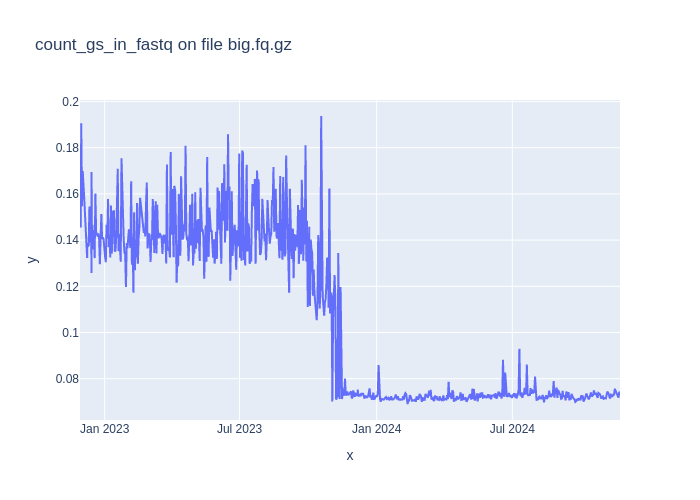 count_gs_in_fastq on file big.fq.gz
0.2
0.18
0.16
0.14
0.12
0.1
0.08
y
Jan 2023
Jul 2023
Jan 2024
Jul 2024
x